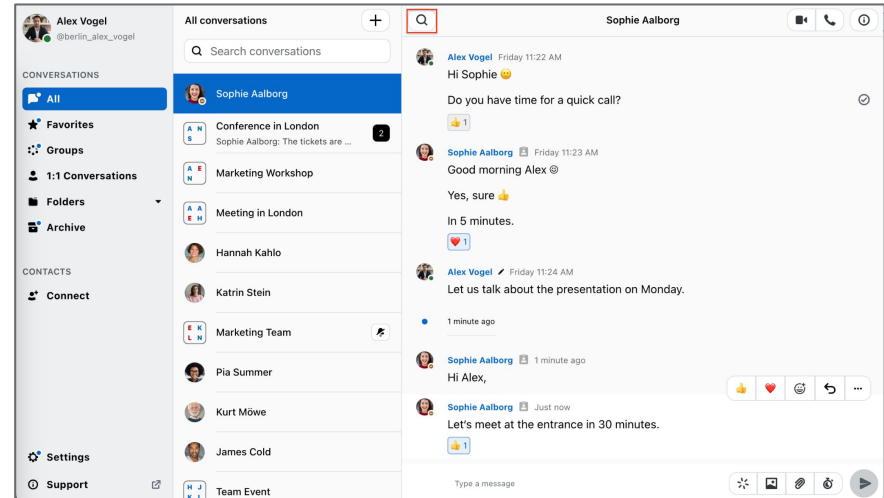 Alex Vogel
@berlin_alex_vogel
CONVERSATIONS
All
Favorites
Groups
1:1 Conversations
Folders
Archive
CONTACTS
Connect
Settings
Support
All conversations
Search conversations
Sophie Aalborg
A N
S
Conference in London
Sophie Aalborg: The tickets are ...
2
A E
N
Marketing Workshop
A A
E H
Meeting in London
Hannah Kahlo
Katrin Stein
E K
L N
Marketing Team
Pia Summer
Kurt Möwe
James Cold
H J
K L
Team Event
Sophie Aalborg
Alex Vogel Friday 11:22 AM
Hi Sophie 🙂
Do you have time for a quick call?
👍 1
Sophie Aalborg Friday 11:23 AM
Good morning Alex ☺
Yes, sure 👍
In 5 minutes.
❤️ 1
Alex Vogel Friday 11:24 AM
Let us talk about the presentation on Monday.
1 minute ago
Sophie Aalborg 1 minute ago
Hi Alex,
Sophie Aalborg Just now
Let's meet at the entrance in 30 minutes.
👍 1
Type a message